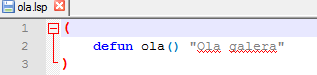 ola.lsp
1 (
2 defun ola() "Ola galera"
3 )